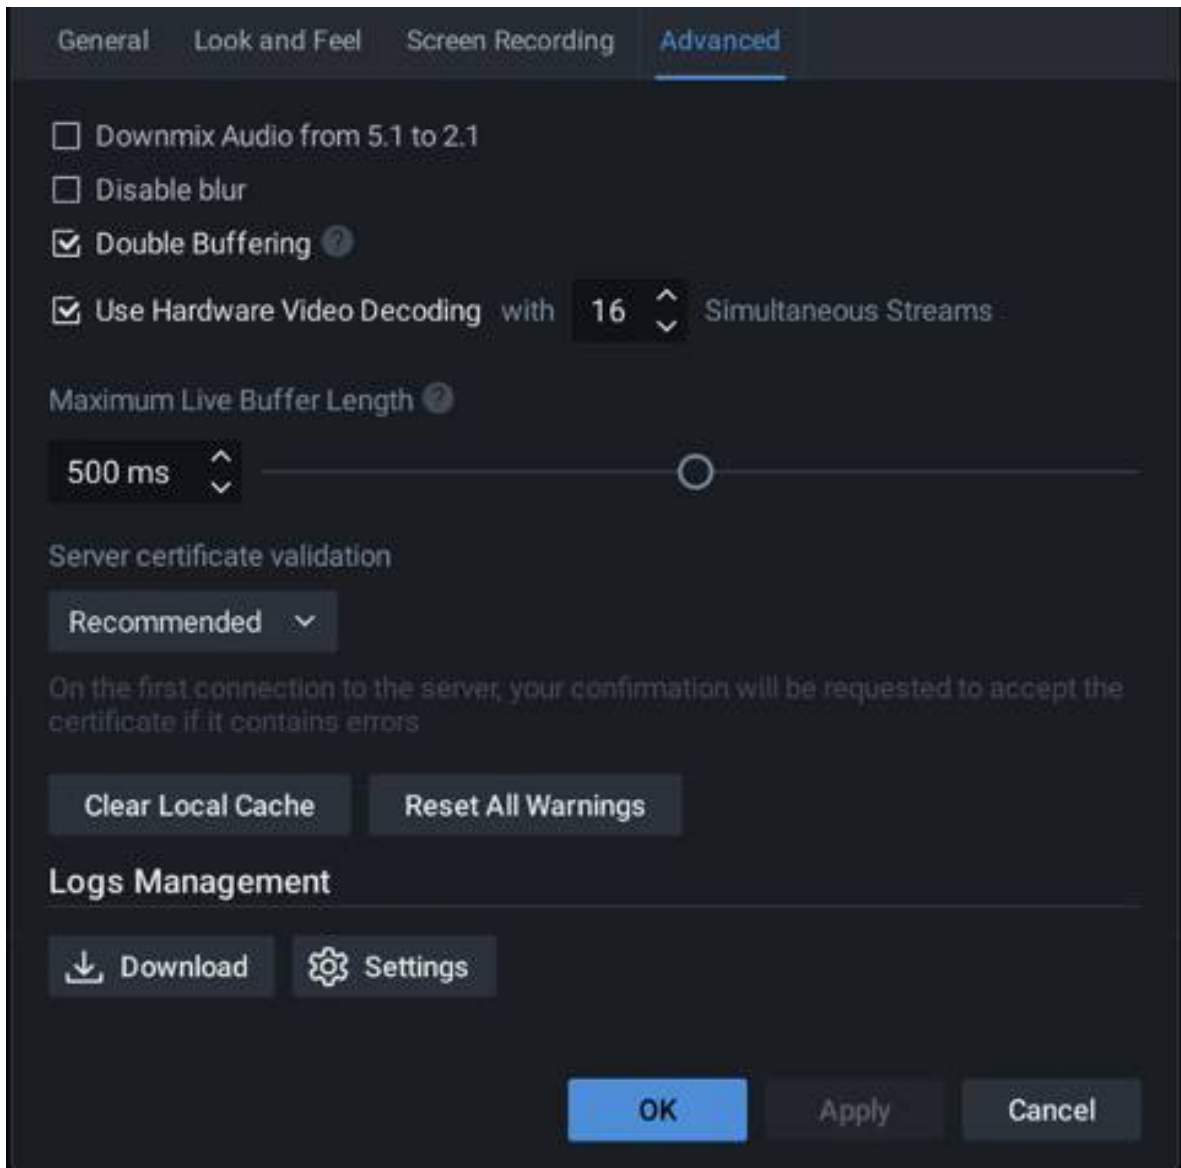 General Look and Feel Screen Recording Advanced
Downmix Audio from 5.1 to 2.1
Disable blur
Double Buffering ?
Use Hardware Video Decoding with 16 Simultaneous Streams
Maximum Live Buffer Length ?
500 ms
Server certificate validation
Recommended
On the first connection to the server, your confirmation will be requested to accept the
certificate if it contains errors
Clear Local Cache Reset All Warnings
Logs Management
Download Settings
OK Apply Cancel